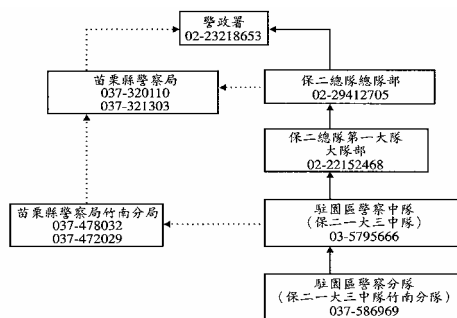 警政署
02-23218653
苗栗縣警察局
037-320110
037-321303
保二總隊總隊部
02-29412705
保二總隊第一大隊
大隊部
02-22152468
苗栗縣警察局竹南分局
037-478032
037-472029
駐園區警察中隊
(保二一大三中隊)
03-5795666
駐園區警察分隊
(保二一大三中隊竹南分隊)
037-586969